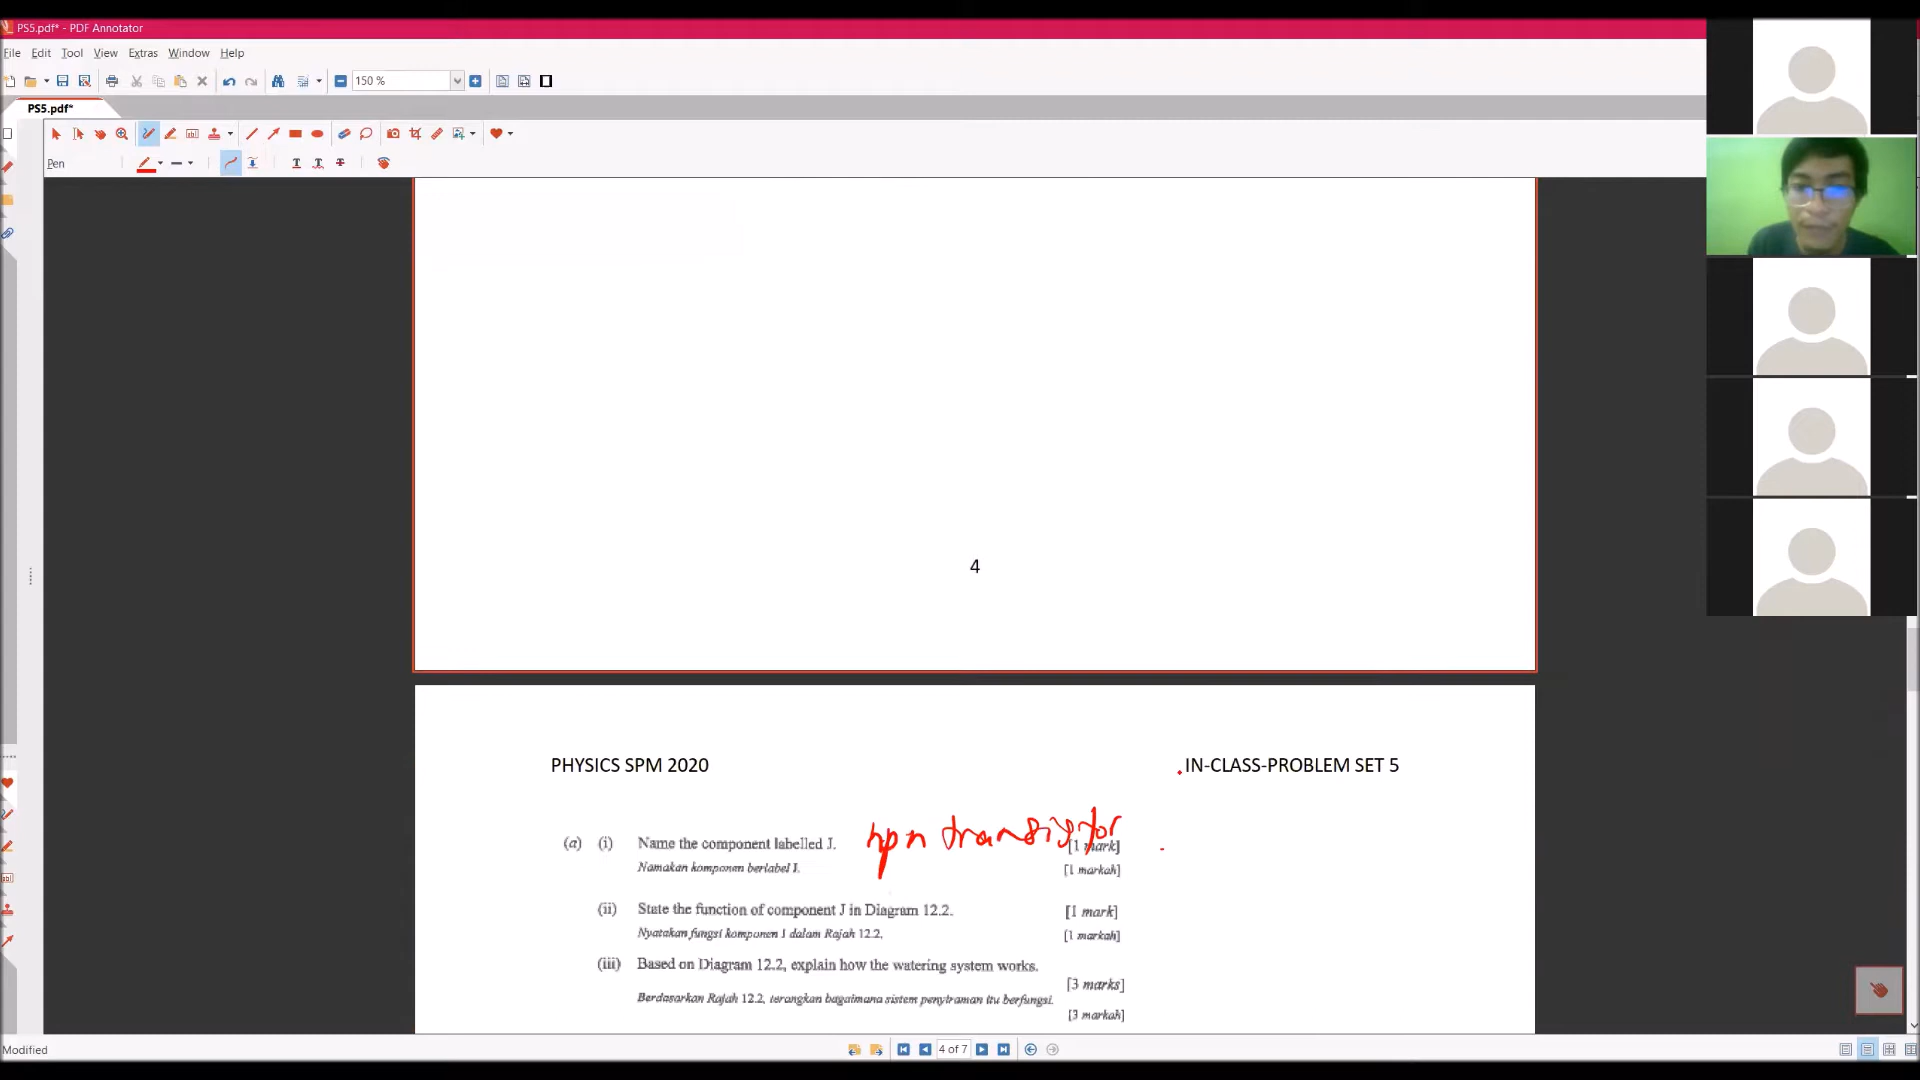 PS5.pdf* - PDF Annotator
File Edit Tool View Extras Window Help
150 %
PS5.pdf*
Pen
4
PHYSICS SPM 2020
IN-CLASS-PROBLEM SET 5
(a) (i) Name the component labelled J. npn transistor [1 mark]
Namakan komponen berlabel J. [1 markah]
(ii) State the function of component J in Diagram 12.2. [1 mark]
Nyatakan fungsi komponen J dalam Rajah 12.2. [1 markah]
(iii) Based on Diagram 12.2, explain how the watering system works.
[3 marks]
Berdasarkan Rajah 12.2, terangkan bagaimana sistem penyiraman itu berfungsi.
[3 markah]
Modified
4 of 7